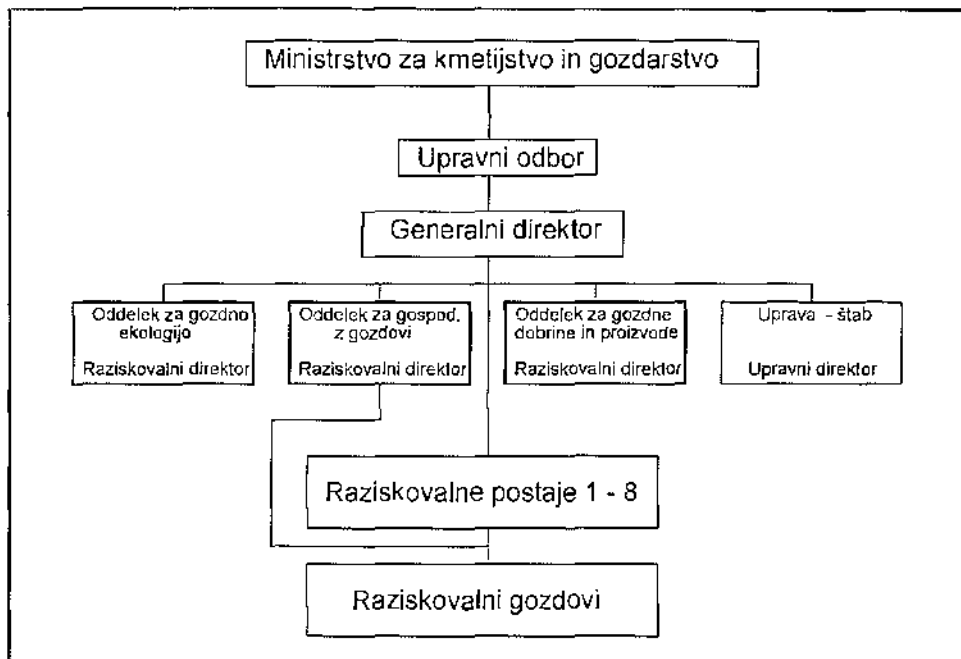 Ministrstvo za kmetijstvo in gozdarstvo
Upravni odbor
Generalni direktor
Oddelek za gozdno
ekologijo
Raziskovalni direktor
Oddelek za gospod.
z gozdovi
Raziskovalni direktor
Oddelek za gozdne
dobrine in proizvode
Raziskovalni direktor
Uprava - štab
Upravni direktor
Raziskovalne postaje 1 - 8
Raziskovalni gozdovi